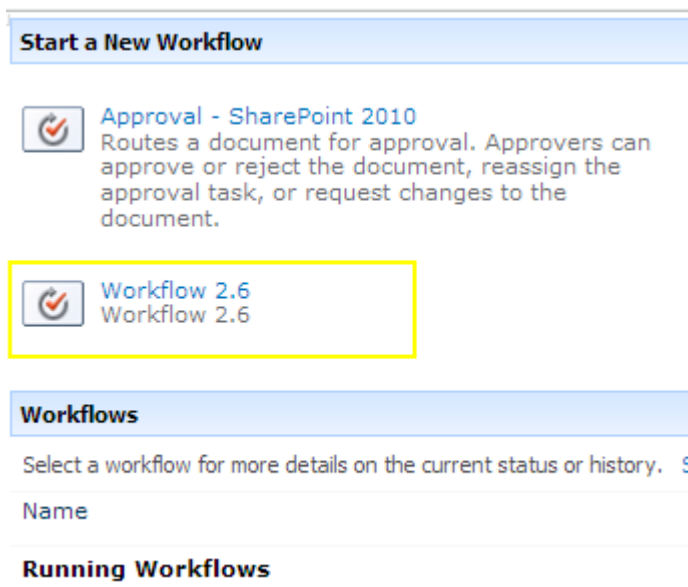 Start a New Workflow
Approval - SharePoint 2010
Routes a document for approval. Approvers can
approve or reject the document, reassign the
approval task, or request changes to the
document.
Workflow 2.6
Workflow 2.6
Workflows
Select a workflow for more details on the current status or history.
Name
Running Workflows